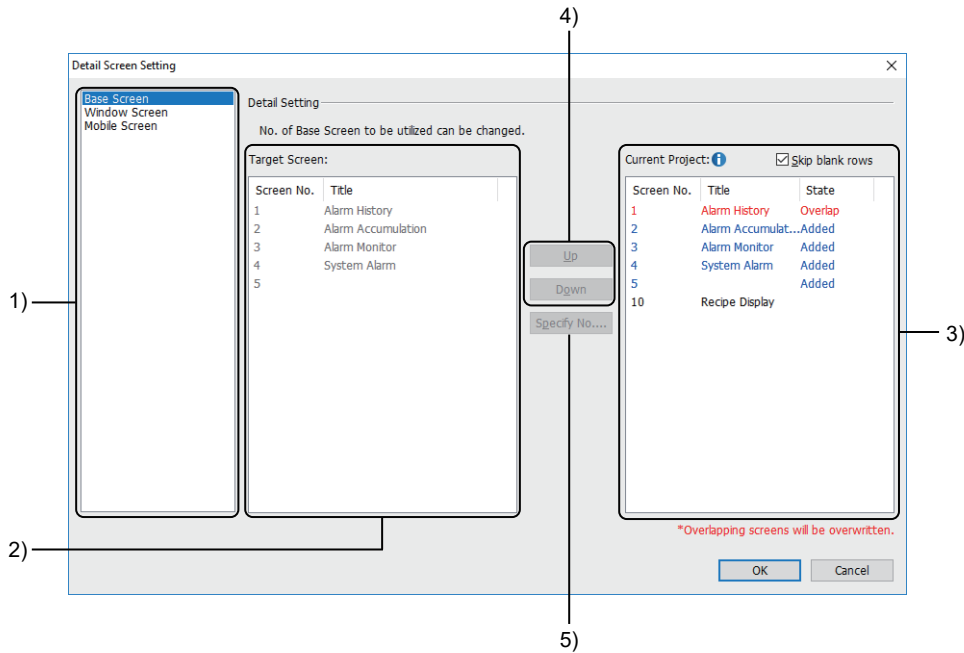 4)
Detail Screen Setting
Base Screen
Window Screen
Mobile Screen
Detail Setting
No. of Base Screen to be utilized can be changed.
Target Screen:
Screen No. Title
1 Alarm History
2 Alarm Accumulation
3 Alarm Monitor
4 System Alarm
5
Up
Down
Specify No....
Current Project: Skip blank rows
Screen No. Title State
1 Alarm History Overlap
2 Alarm Accumulat...Added
3 Alarm Monitor Added
4 System Alarm Added
5 Added
10 Recipe Display
*Overlapping screens will be overwritten.
OK Cancel
1)
2)
3)
5)